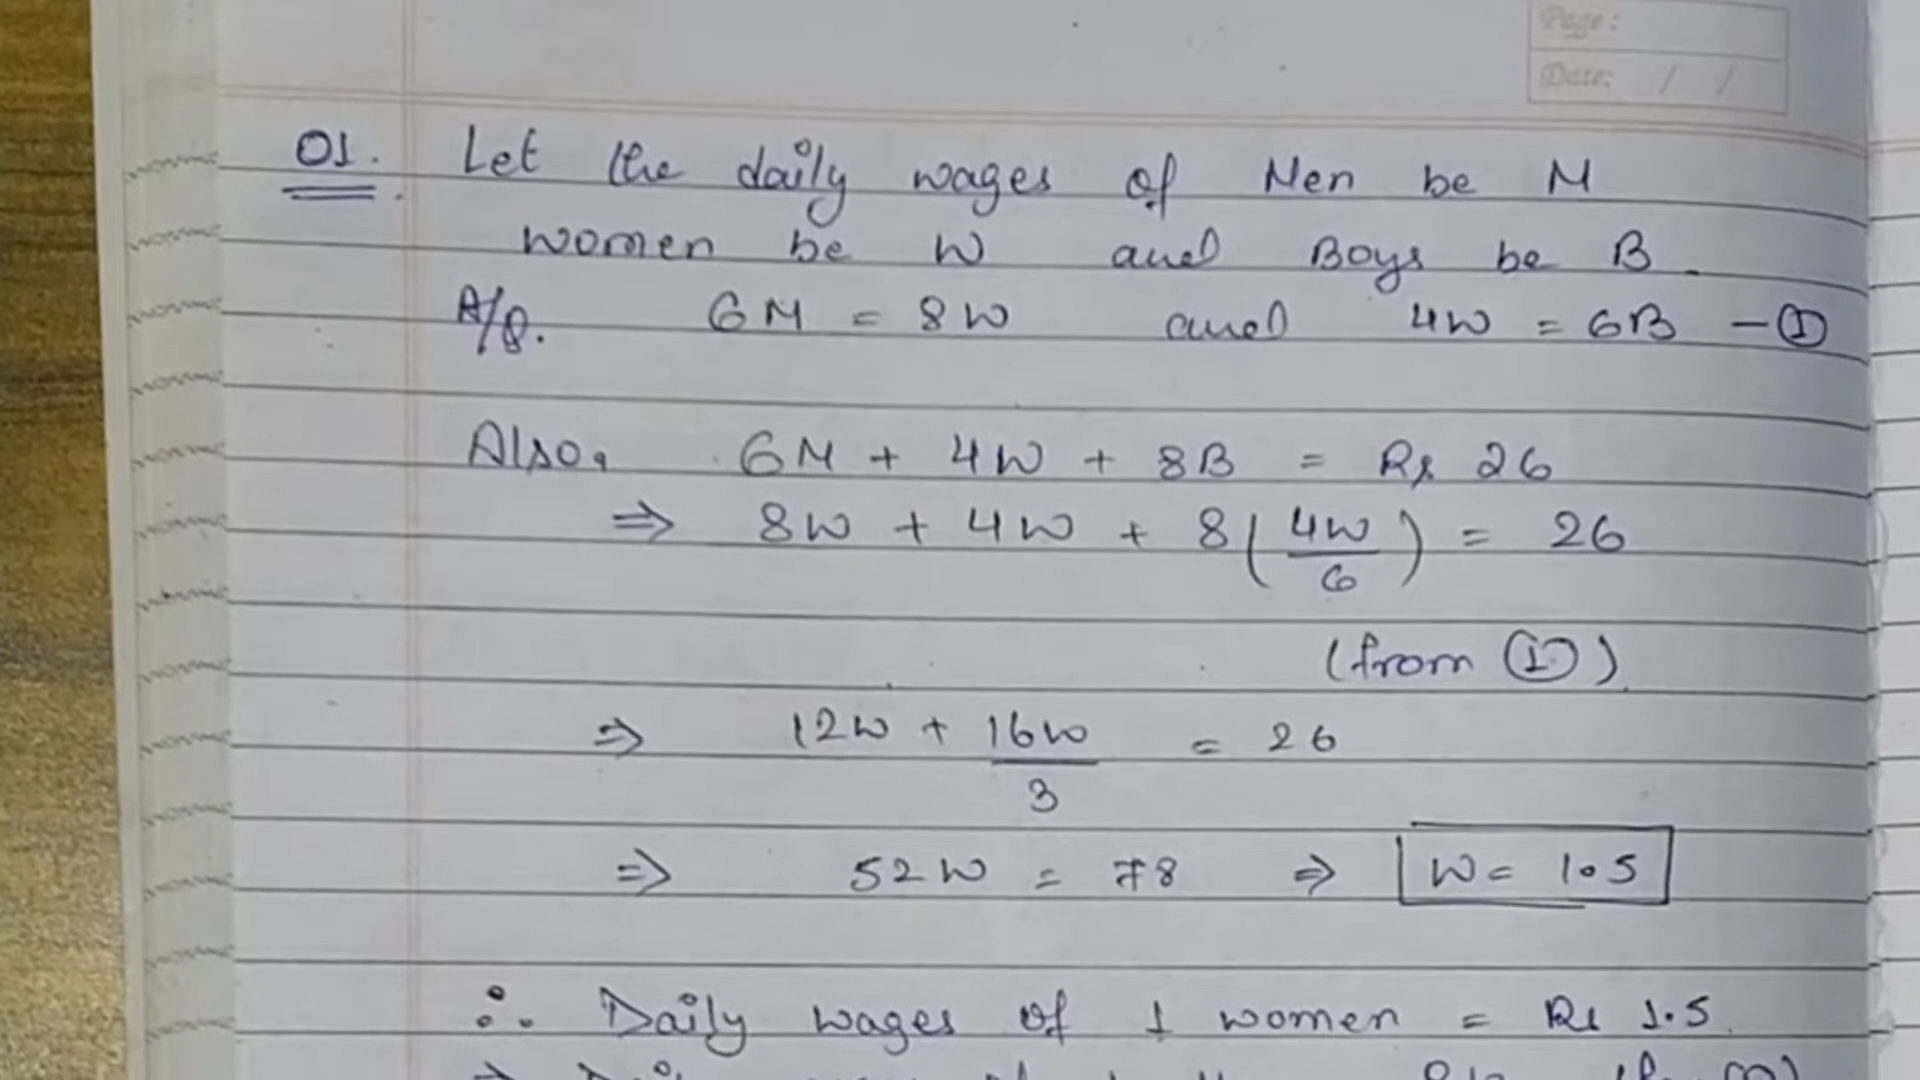 Page:
Date: / /
01. Let the daily wages of Men be M
women be W and Boys be B.
A/Q. 6M = 8W and 4W = 6B - (I)
Also, 6M + 4W + 8B = Rs 26
⇒ 8W + 4W + 8(4W/6) = 26
(from (I))
⇒ 12W + 16W/3 = 26
⇒ 52W = 78 ⇒ W = 1.5
∴ Daily wages of 1 women = Rs 1.5